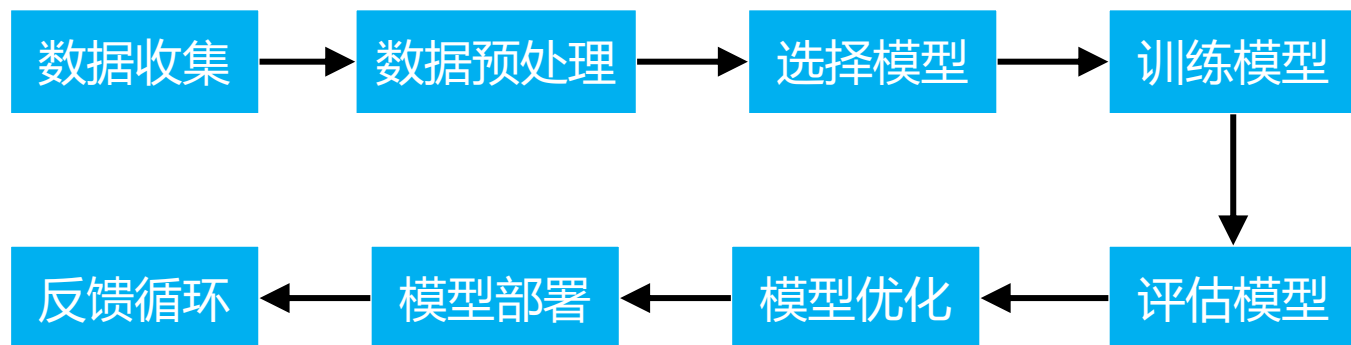 数据收集
数据预处理
选择模型
训练模型
评估模型
模型优化
模型部署
反馈循环